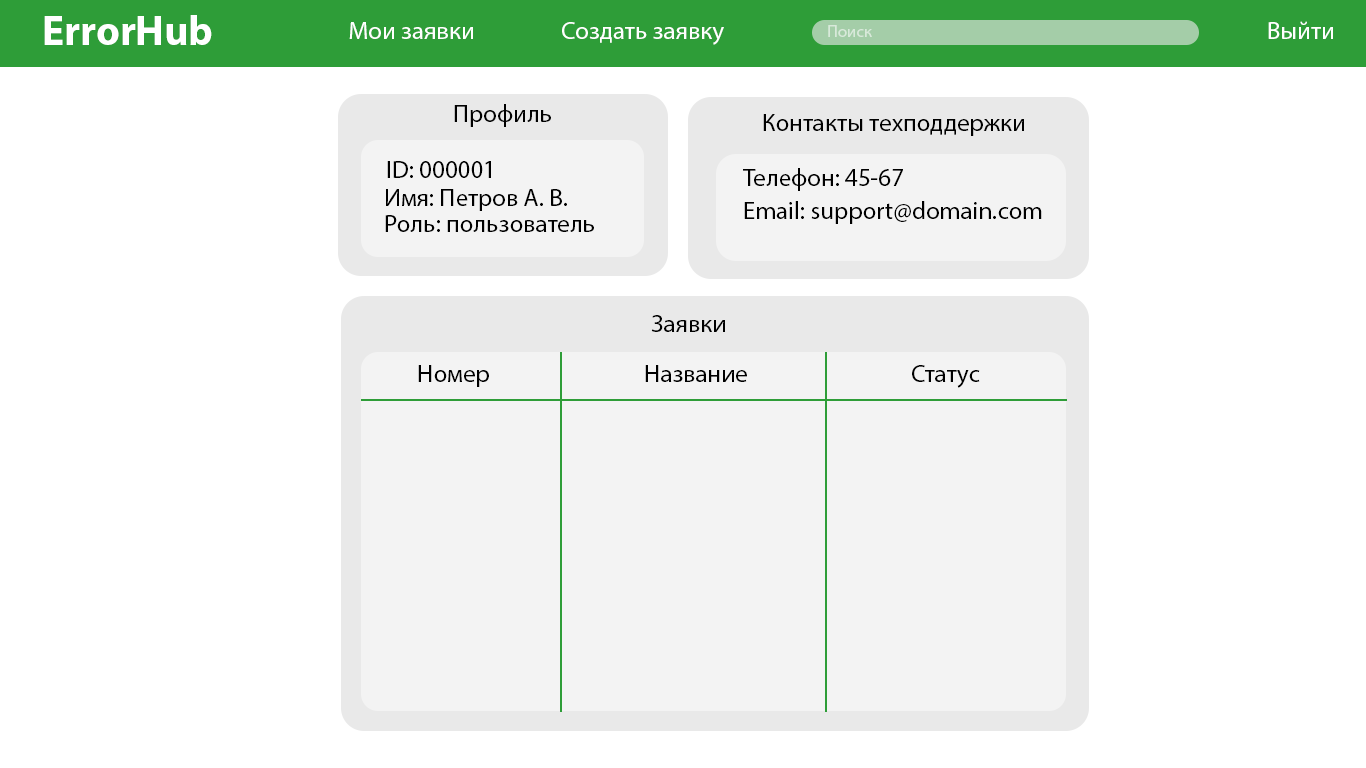 ErrorHub
Мои заявки
Создать заявку
Поиск
Выйти
Профиль
ID: 000001
Имя: Петров А. В.
Роль: пользователь
Контакты техподдержки
Телефон: 45-67
Email: support@domain.com
Заявки
Номер
Название
Статус